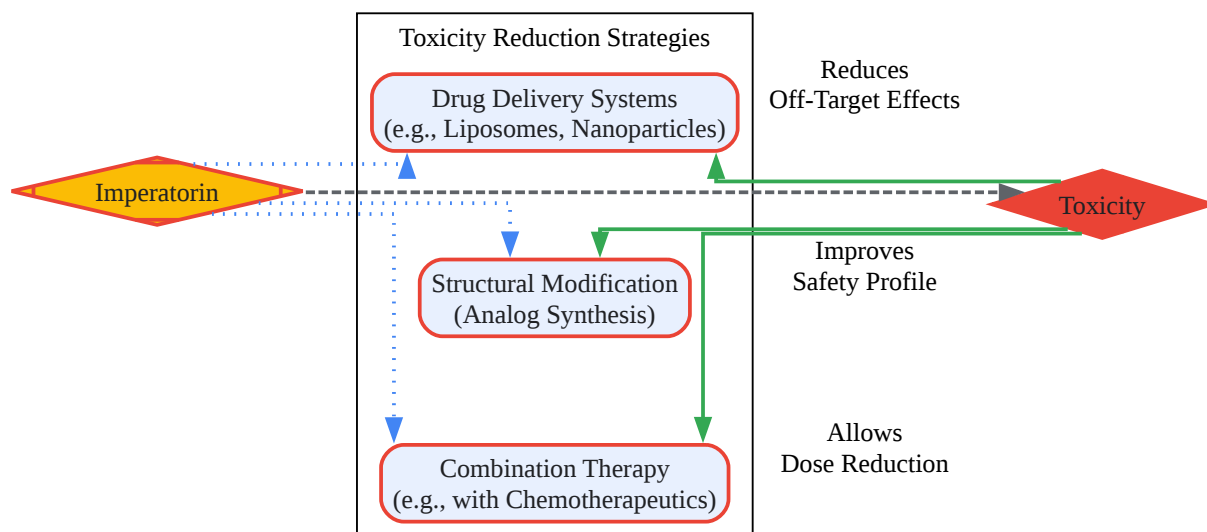 Toxicity Reduction Strategies
Drug Delivery Systems
(e.g., Liposomes, Nanoparticles)
Reduces
Off-Target Effects
Imperatorin
Toxicity
Structural Modification
(Analog Synthesis)
Improves
Safety Profile
Combination Therapy
(e.g., with Chemotherapeutics)
Allows
Dose Reduction